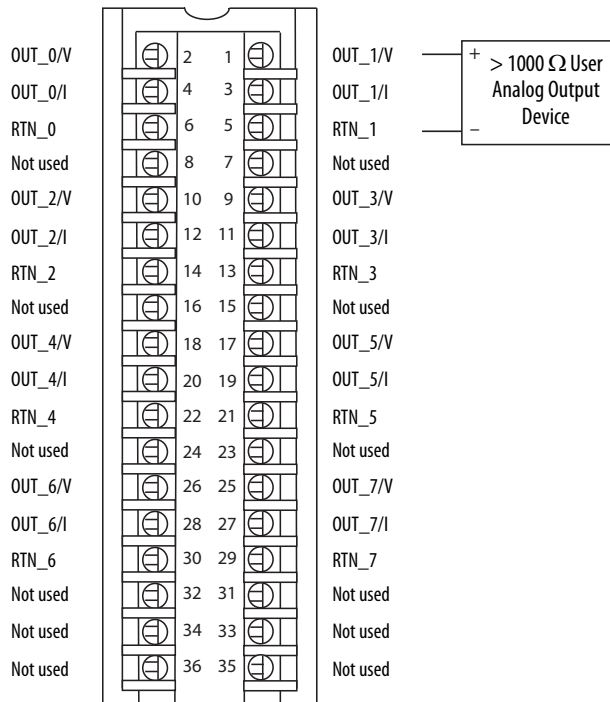 OUT_0/V 2 1 OUT_1/V
OUT_0/I 4 3 OUT_1/I
RTN_0 6 5 RTN_1
Not used 8 7 Not used
OUT_2/V 10 9 OUT_3/V
OUT_2/I 12 11 OUT_3/I
RTN_2 14 13 RTN_3
Not used 16 15 Not used
OUT_4/V 18 17 OUT_5/V
OUT_4/I 20 19 OUT_5/I
RTN_4 22 21 RTN_5
Not used 24 23 Not used
OUT_6/V 26 25 OUT_7/V
OUT_6/I 28 27 OUT_7/I
RTN_6 30 29 RTN_7
Not used 32 31 Not used
Not used 34 33 Not used
Not used 36 35 Not used
+ > 1000 Ω User
Analog Output
− Device